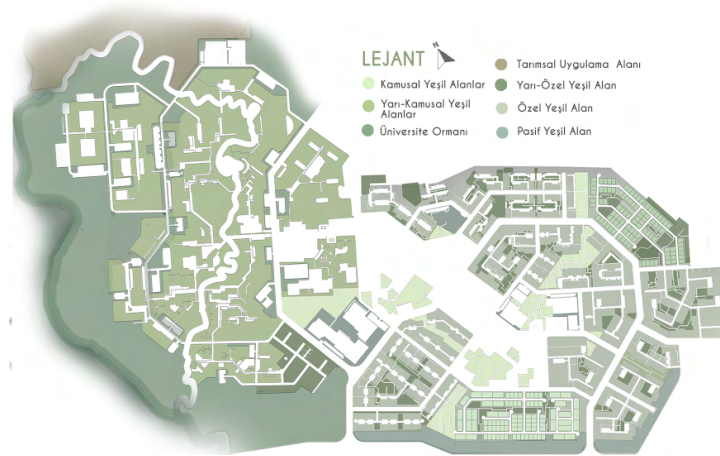 LEJANT
N
Kamusal Yeşil Alanlar
Yarı-Kamusal Yeşil
Alanlar
Üniversite Ormanı
Tarımsal Uygulama Alanı
Yarı-Özel Yeşil Alan
Özel Yeşil Alan
Pasif Yeşil Alan